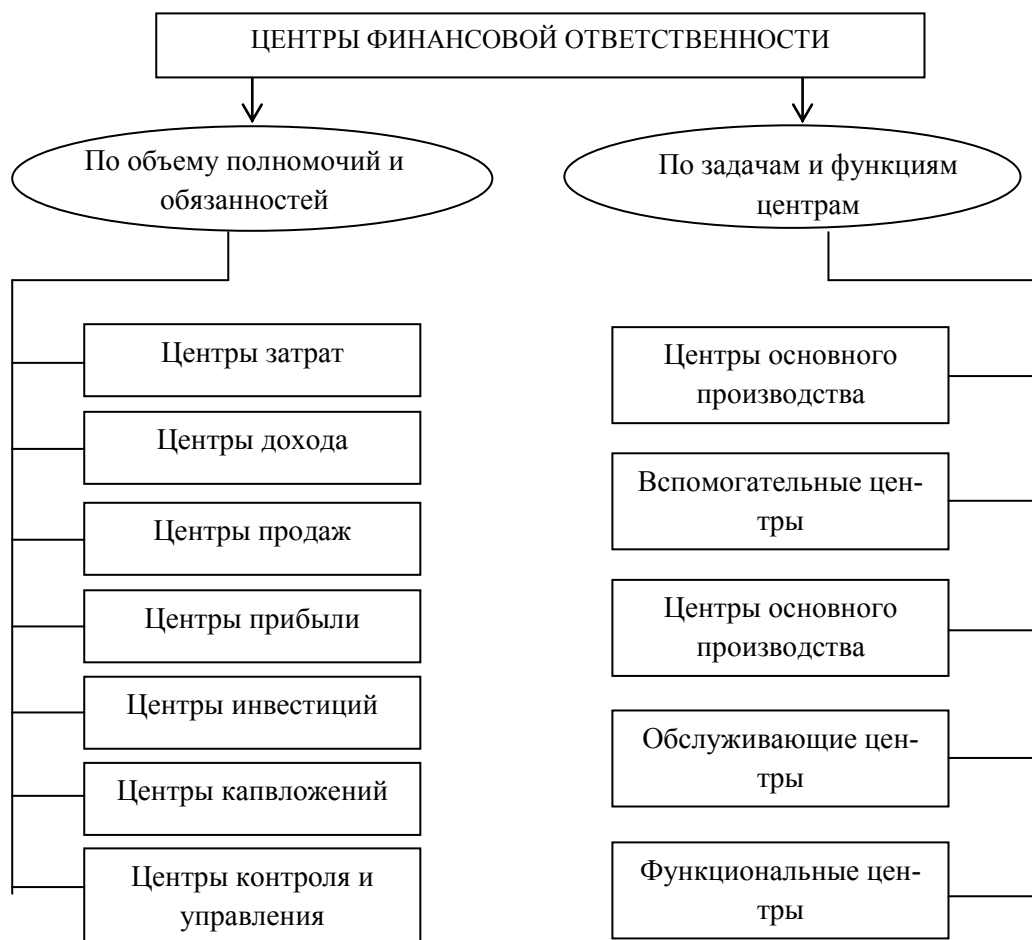 ЦЕНТРЫ ФИНАНСОВОЙ ОТВЕТСТВЕННОСТИ
По объему полномочий и
обязанностей
По задачам и функциям
центрам
Центры затрат
Центры дохода
Центры продаж
Центры прибыли
Центры инвестиций
Центры капвложений
Центры контроля и
управления
Центры основного
производства
Вспомогательные цен-
тры
Центры основного
производства
Обслуживающие цен-
тры
Функциональные цен-
тры